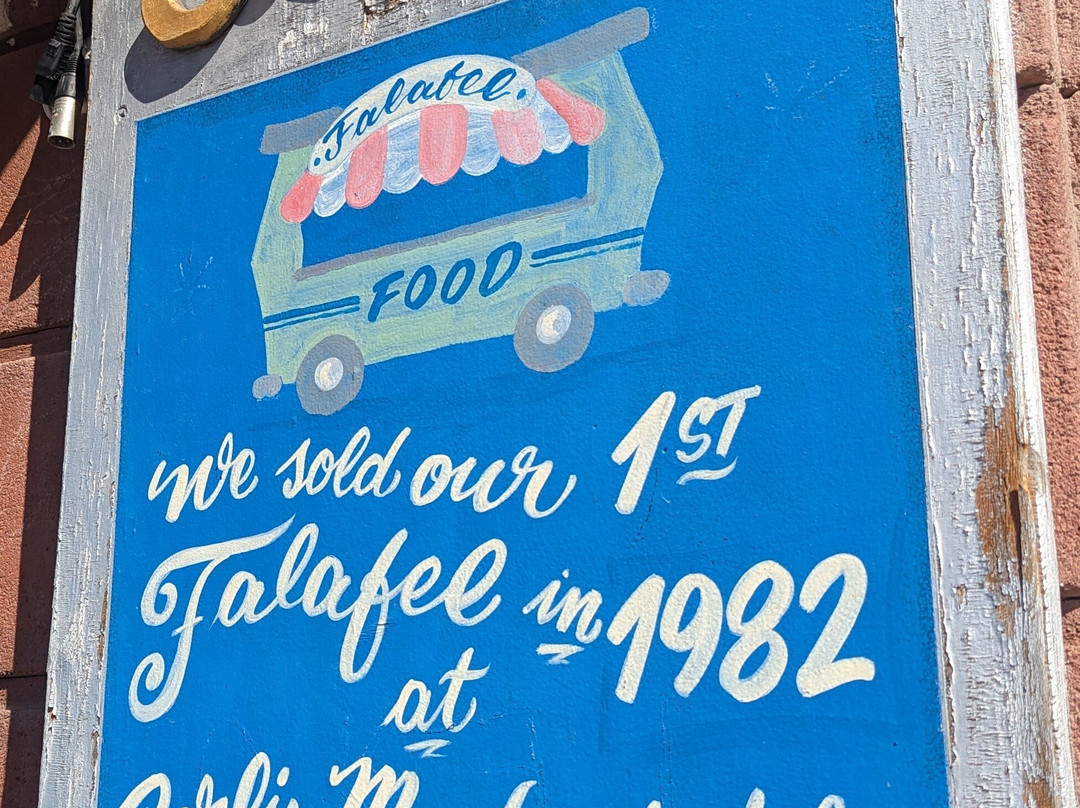 .Falafel.
FOOD
We sold our 1ST
Falafel in 1982
at